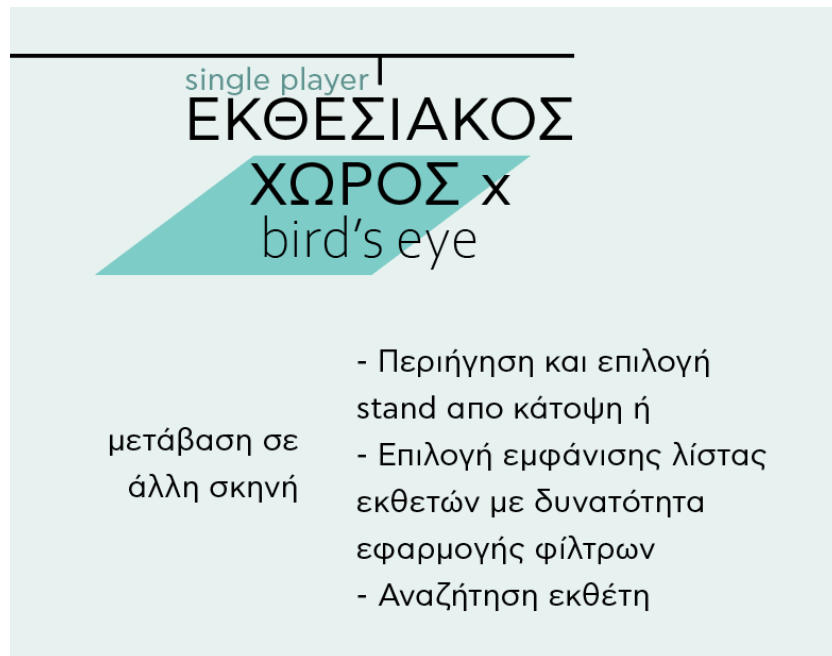 single player
ΕΚΘΕΣΙΑΚΟΣ
ΧΩΡΟΣ x
bird's eye
μετάβαση σε
άλλη σκηνή
- Περιήγηση και επιλογή
stand απο κάτοψη ή
- Επιλογή εμφάνισης λίστας
εκθετών με δυνατότητα
εφαρμογής φίλτρων
- Αναζήτηση εκθέτη